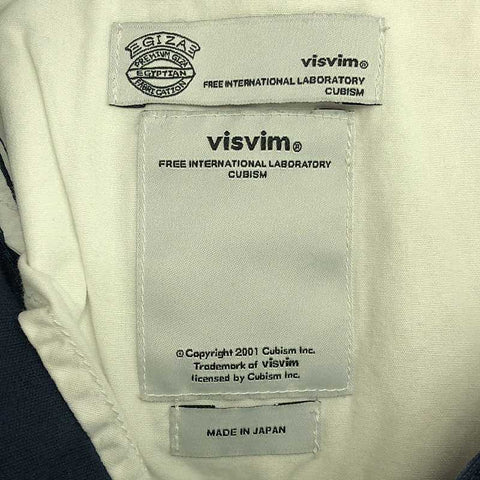 GIZA
PREMIUM GIZA
EGYPTIAN
FABRICATION
visvim®
FREE INTERNATIONAL LABORATORY
CUBISM
visvim®
FREE INTERNATIONAL LABORATORY
CUBISM
© Copyright 2001 Cubism Inc.
Trademark of visvim
licensed by Cubism Inc.
MADE IN JAPAN